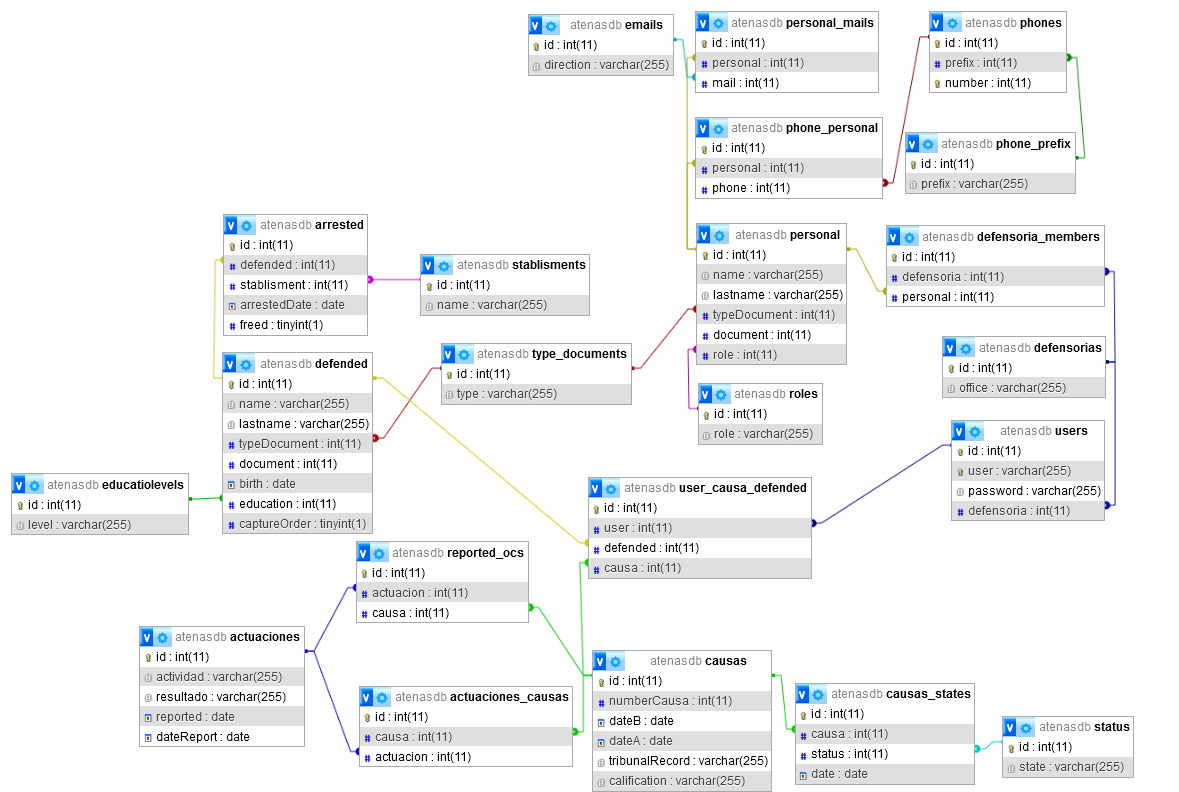 atenasdb emails
id : int(11)
direction : varchar(255)
atenasdb personal_mails
id : int(11)
personal : int(11)
mail : int(11)
atenasdb phones
id : int(11)
prefix : int(11)
number : int(11)
atenasdb phone_personal
id : int(11)
personal : int(11)
phone : int(11)
atenasdb phone_prefix
id : int(11)
prefix : varchar(255)
atenasdb arrested
id : int(11)
defended : int(11)
stablisment : int(11)
arrestedDate : date
freed : tinyint(1)
atenasdb stablisments
id : int(11)
name : varchar(255)
atenasdb personal
id : int(11)
name : varchar(255)
lastname : varchar(255)
typeDocument : int(11)
document : int(11)
role : int(11)
atenasdb defensoria_members
id : int(11)
defensoria : int(11)
personal : int(11)
atenasdb defended
id : int(11)
name : varchar(255)
lastname : varchar(255)
typeDocument : int(11)
document : int(11)
birth : date
education : int(11)
captureOrder : tinyint(1)
atenasdb type_documents
id : int(11)
type : varchar(255)
atenasdb defensorias
id : int(11)
office : varchar(255)
atenasdb roles
id : int(11)
role : varchar(255)
atenasdb users
id : int(11)
user : varchar(255)
password : varchar(255)
defensoria : int(11)
atenasdb educatiolevels
id : int(11)
level : varchar(255)
atenasdb user_causa_defended
id : int(11)
user : int(11)
defended : int(11)
causa : int(11)
atenasdb reported_ocs
id : int(11)
actuacion : int(11)
causa : int(11)
atenasdb actuaciones
id : int(11)
actividad : varchar(255)
resultado : varchar(255)
reported : date
dateReport : date
atenasdb actuaciones_causas
id : int(11)
causa : int(11)
actuacion : int(11)
atenasdb causas
id : int(11)
numberCausa : int(11)
dateB : date
dateA : date
tribunalRecord : varchar(255)
calification : varchar(255)
atenasdb causas_states
id : int(11)
causa : int(11)
status : int(11)
date : date
atenasdb status
id : int(11)
state : varchar(255)